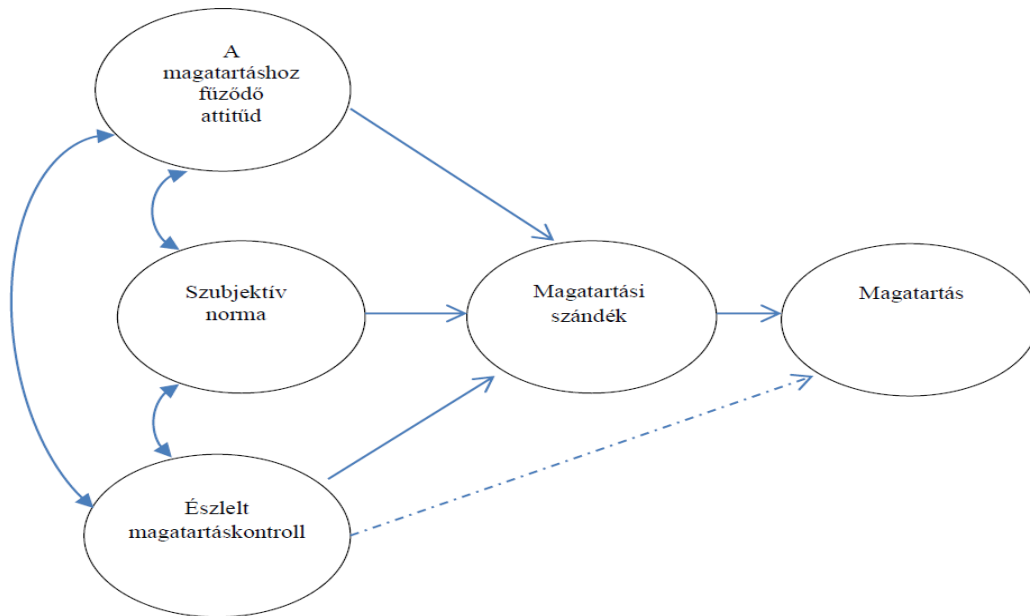 A
magatartáshoz
fűződő
attitűd
Szubjektív
norma
Magatartási
szándék
Magatartás
Észlelt
magatartáskontroll